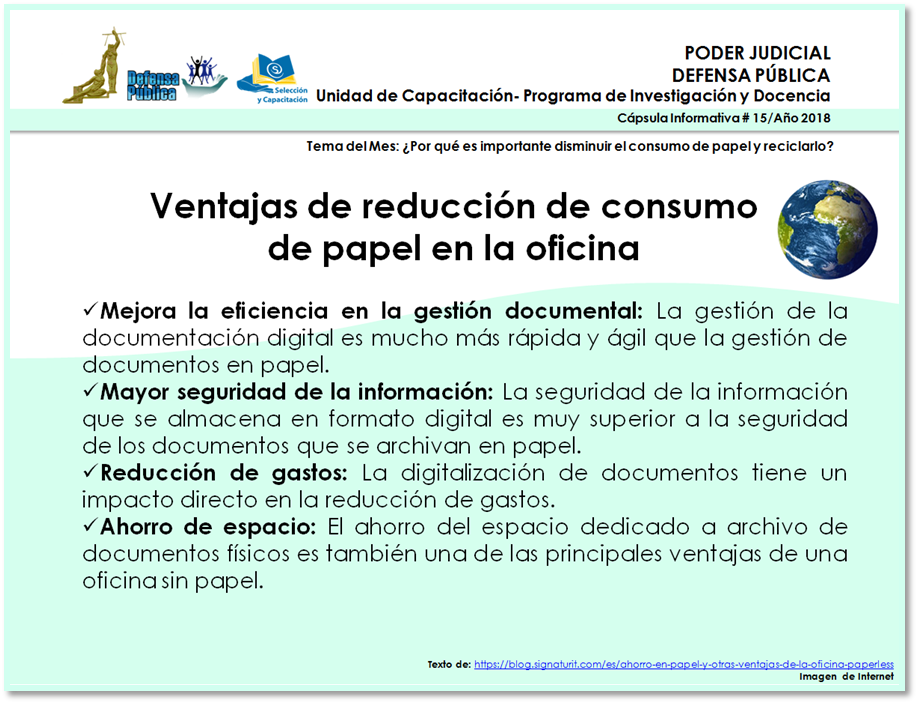 Defensa
Pública
Selección
y Capacitación
PODER JUDICIAL
DEFENSA PÚBLICA
Unidad de Capacitación- Programa de Investigación y Docencia
Cápsula Informativa # 15/Año 2018
Tema del Mes: ¿Por qué es importante disminuir el consumo de papel y reciclarlo?
Ventajas de reducción de consumo
de papel en la oficina
✓Mejora la eficiencia en la gestión documental: La gestión de la
documentación digital es mucho más rápida y ágil que la gestión de
documentos en papel.
✓Mayor seguridad de la información: La seguridad de la información
que se almacena en formato digital es muy superior a la seguridad
de los documentos que se archivan en papel.
✓Reducción de gastos: La digitalización de documentos tiene un
impacto directo en la reducción de gastos.
✓Ahorro de espacio: El ahorro del espacio dedicado a archivo de
documentos físicos es también una de las principales ventajas de una
oficina sin papel.
Texto de: https://blog.signaturit.com/es/ahorro-en-papel-y-otras-ventajas-de-la-oficina-paperless
Imagen de Internet